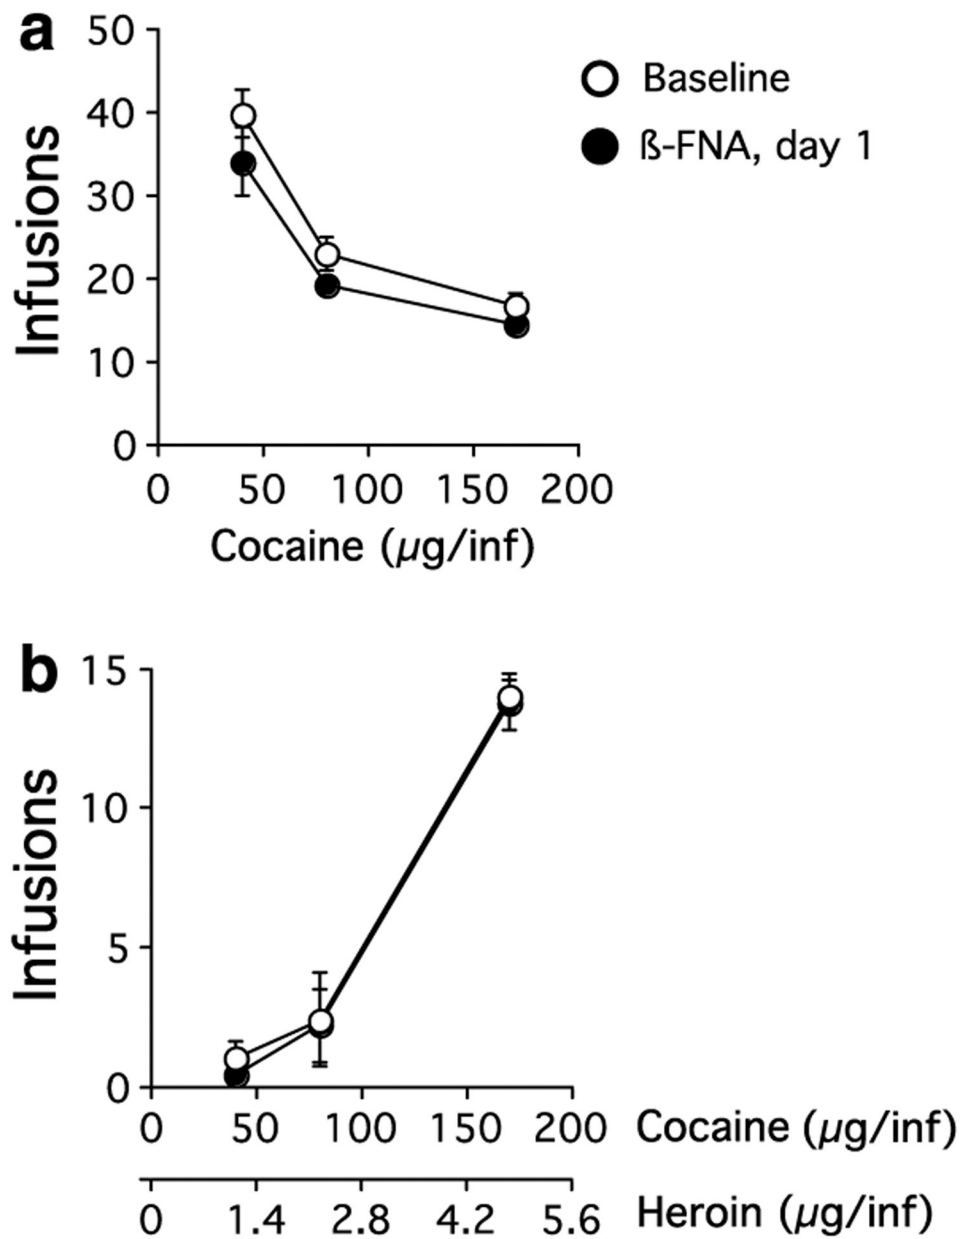 a
50
40
30
20
10
0
Infusions
Baseline
ß-FNA, day 1
0 50 100 150 200
Cocaine (µg/inf)
b
15
10
5
0
Infusions
0 50 100 150 200 Cocaine (µg/inf)
0 1.4 2.8 4.2 5.6 Heroin (µg/inf)